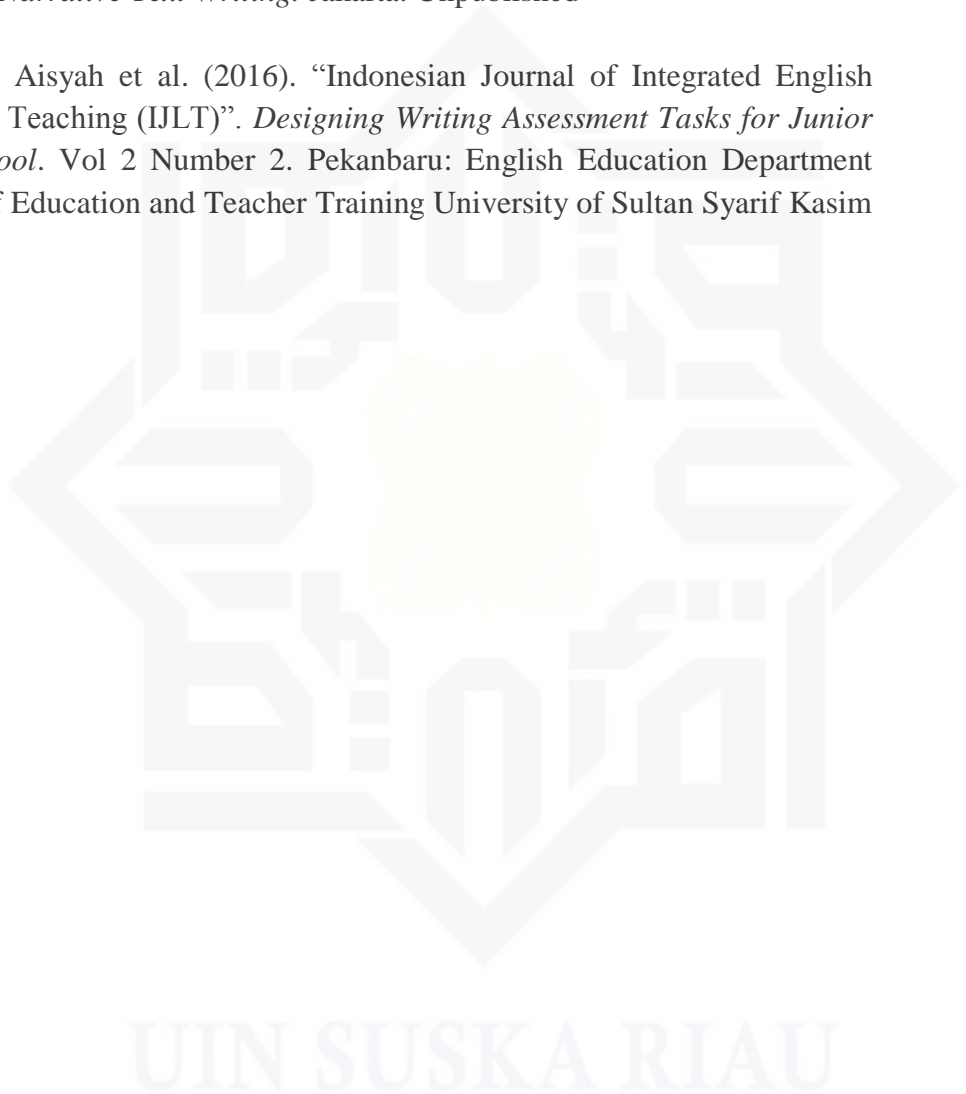 Narrative Text Writing. Jakarta: Unpublished
Aisyah et al. (2016). “Indonesian Journal of Integrated English
Teaching (IJLT)”. Designing Writing Assessment Tasks for Junior
ool. Vol 2 Number 2. Pekanbaru: English Education Department
f Education and Teacher Training University of Sultan Syarif Kasim
UIN SUSKA RIAU